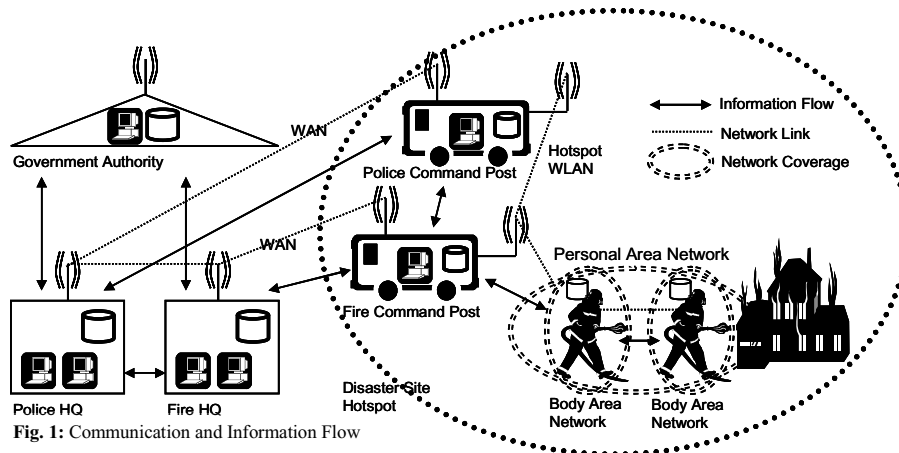 WAN
Government Authority
Police Command Post
Hotspot
WLAN
Information Flow
Network Link
Network Coverage
WAN
Fire Command Post
Personal Area Network
Disaster Site
Hotspot
Police HQ
Fire HQ
Body Area
Network
Body Area
Network
Fig. 1: Communication and Information Flow